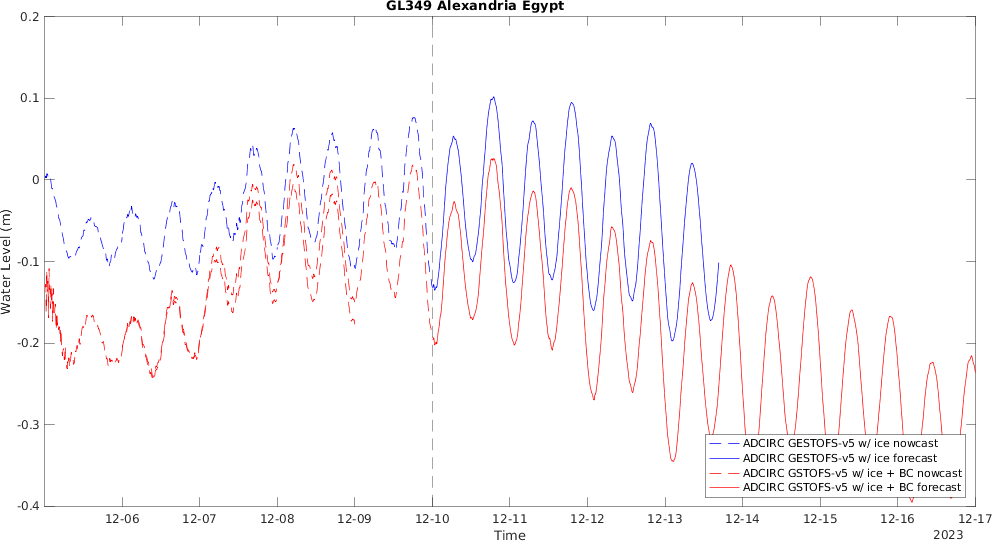 GL349 Alexandria Egypt
Water Level (m)
0.2
0.1
0
-0.1
-0.2
-0.3
-0.4
ADCIRC GESTOFS-v5 w/ ice nowcast
ADCIRC GESTOFS-v5 w/ ice forecast
ADCIRC GSTOFS-v5 w/ ice + BC nowcast
ADCIRC GSTOFS-v5 w/ ice + BC forecast
12-06 12-07 12-08 12-09 12-10 12-11 12-12 12-13 12-14 12-15 12-16 12-17
Time
2023